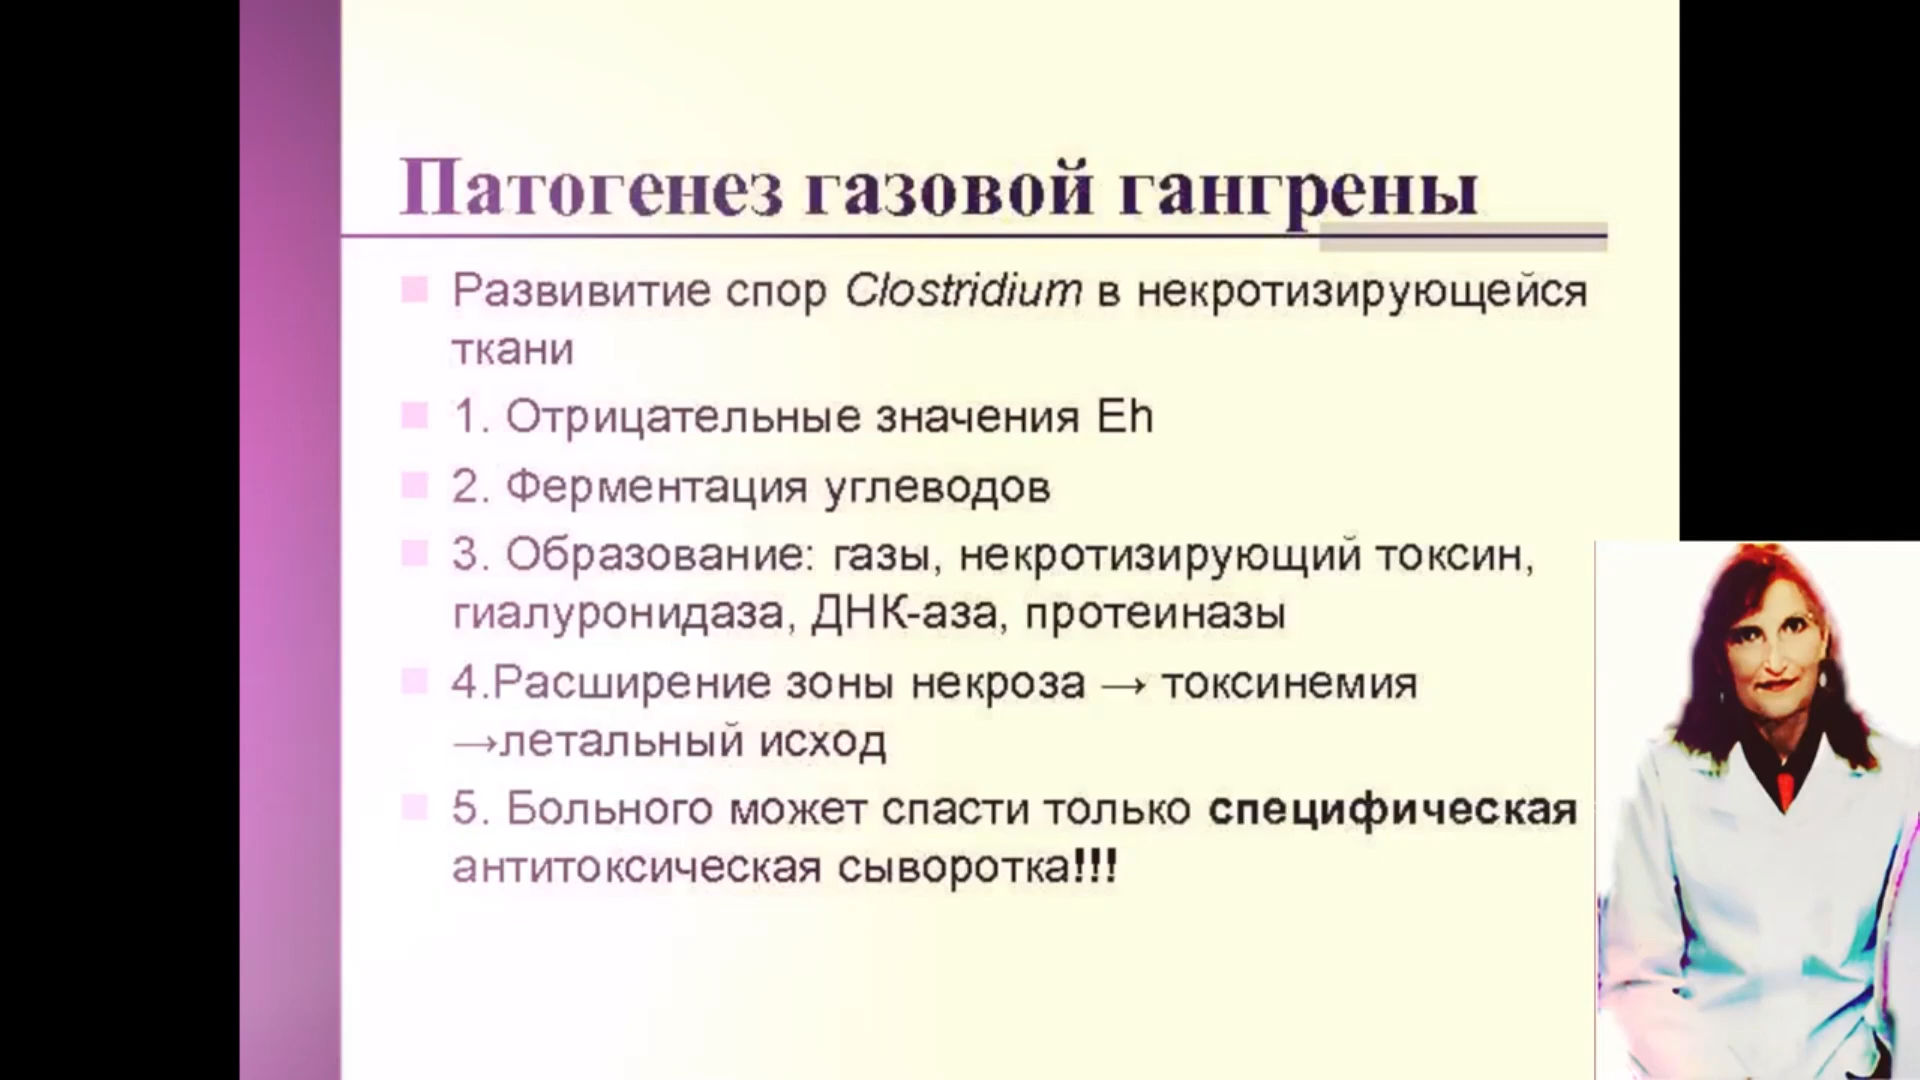 Патогенез газовой гангрены
Развивитие спор Clostridium в некротизирующейся
ткани
1. Отрицательные значения Eh
2. Ферментация углеводов
3. Образование: газы, некротизирующий токсин,
гиалуронидаза, ДНК-аза, протеиназы
4.Расширение зоны некроза → токсинемия
→летальный исход
5. Больного может спасти только специфическая
антитоксическая сыворотка!!!